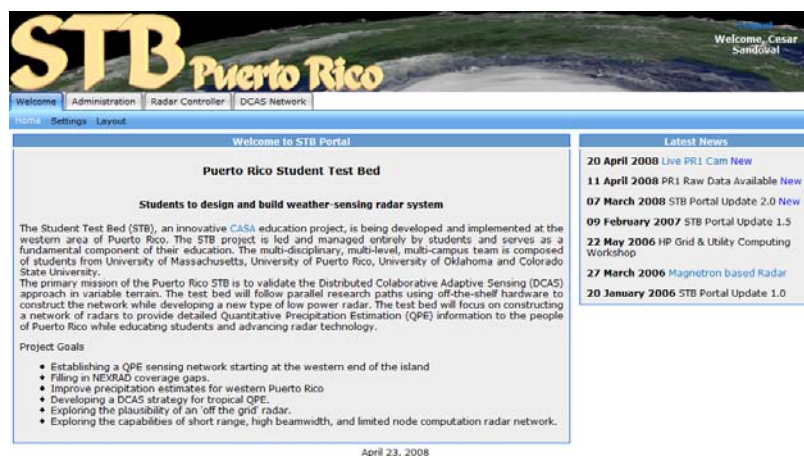 STB
Puerto Rico
Welcome, Cesar
Sandoval
Welcome Administration Radar Controller DCAS Network
Home Settings Layout
Welcome to STB Portal
Puerto Rico Student Test Bed
Students to design and build weather-sensing radar system
The Student Test Bed (STB), an innovative CASA education project, is being developed and implemented at the
western area of Puerto Rico. The STB project is led and managed entirely by students and serves as a
fundamental component of their education. The multi-disciplinary, multi-level, multi-campus team is composed
of students from University of Massachusetts, University of Puerto Rico, University of Oklahoma and Colorado
State University.
The primary mission of the Puerto Rico STB is to validate the Distributed Colaborative Adaptive Sensing (DCAS)
approach in variable terrain. The test bed will follow parallel research paths using off-the-shelf hardware to
construct the network while developing a new type of low power radar. The test bed will focus on constructing
a network of radars to provide detailed Quantitative Precipitation Estimation (QPE) information to the people
of Puerto Rico while educating students and advancing radar technology.
Project Goals
Establishing a QPE sensing network starting at the western end of the island
Filling in NEXRAD coverage gaps.
Improve precipitation estimates for western Puerto Rico
Developing a DCAS strategy for tropical QPE.
Exploring the plausibility of an 'off the grid' radar.
Exploring the capabilities of short range, high beamwidth, and limited node computation radar network.
Latest News
20 April 2008 Live PR1 Cam New
11 April 2008 PR1 Raw Data Available New
07 March 2008 STB Portal Update 2.0 New
09 February 2007 STB Portal Update 1.5
22 May 2006 HP Grid & Utility Computing
Workshop
27 March 2006 Magnetron based Radar
20 January 2006 STB Portal Update 1.0
April 23, 2008